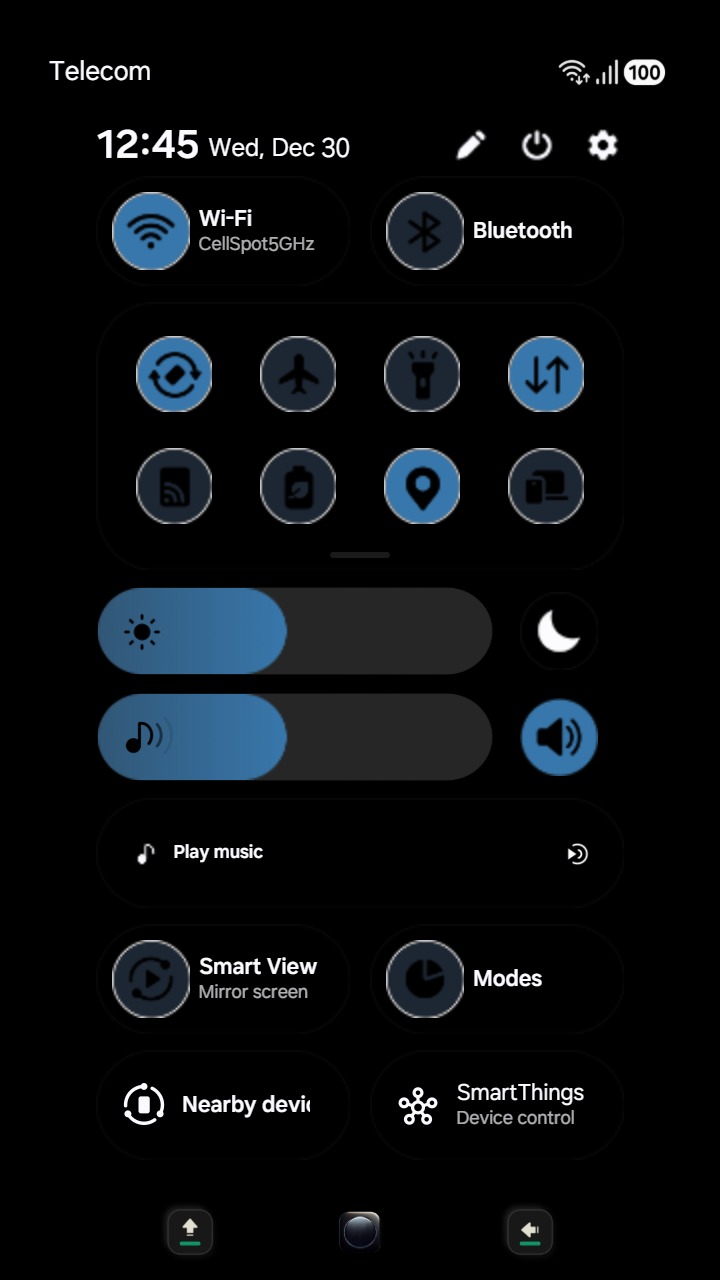 Telecom
100
12:45 Wed, Dec 30
Wi-Fi
CellSpot5GHz
Bluetooth
Play music
Smart View
Mirror screen
Modes
Nearby devic
SmartThings
Device control